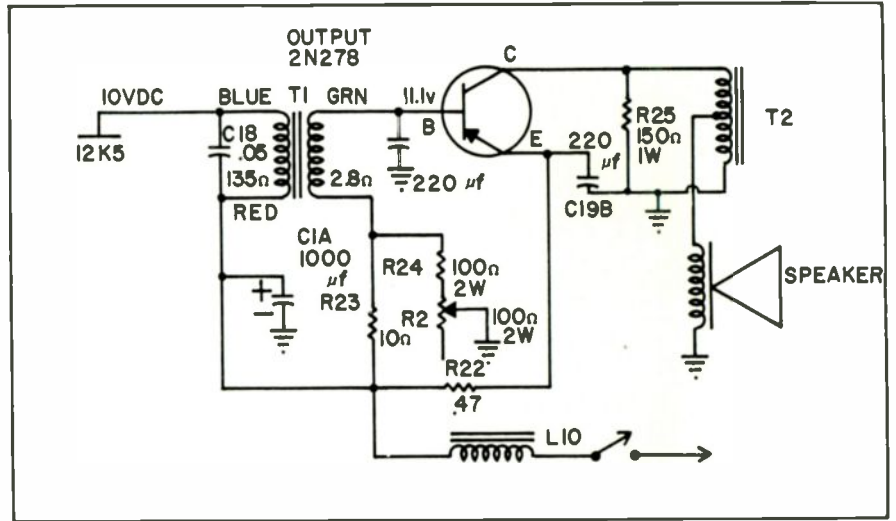 OUTPUT
2N278
C
10VDC
BLUE
T1
GRN
11.1v
B
E
12K5
C18
.05
135Ω
2.8Ω
220 µf
RED
220
µf
C19B
R25
150Ω
1W
T2
C1A
1000
µf
+
−
R24
100Ω
2W
R23
10Ω
R2
100Ω
2W
R22
.47
SPEAKER
L10